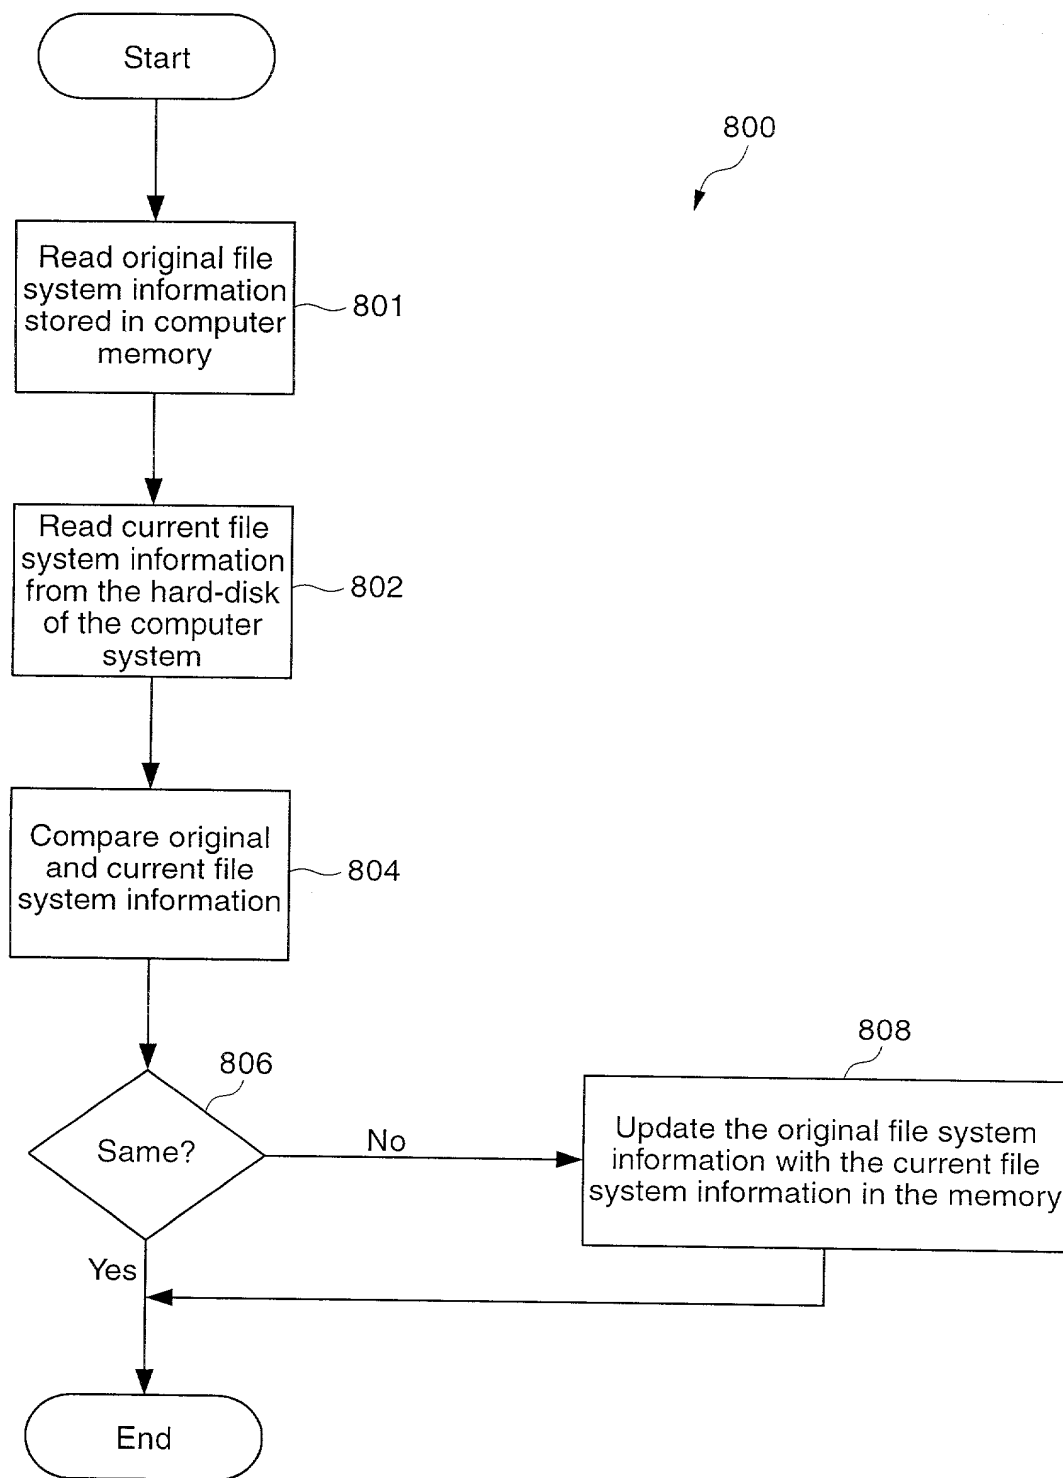 Start
800
Read original file
system information
stored in computer
memory
801
Read current file
system information
from the hard-disk
of the computer
system
802
Compare original
and current file
system information
804
806
Same?
No
808
Update the original file system
information with the current file
system information in the memory
Yes
End